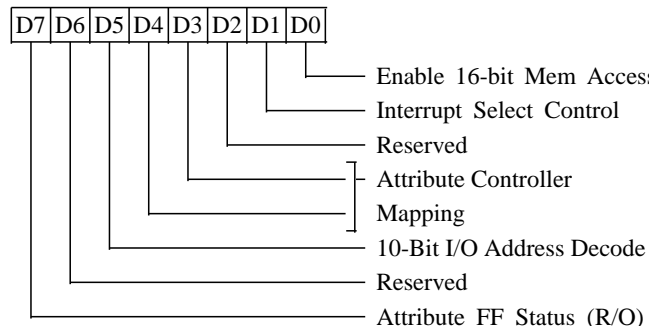 D7 D6 D5 D4 D3 D2 D1 D0
Enable 16-bit Mem Access
Interrupt Select Control
Reserved
Attribute Controller
Mapping
10-Bit I/O Address Decode
Reserved
Attribute FF Status (R/O)